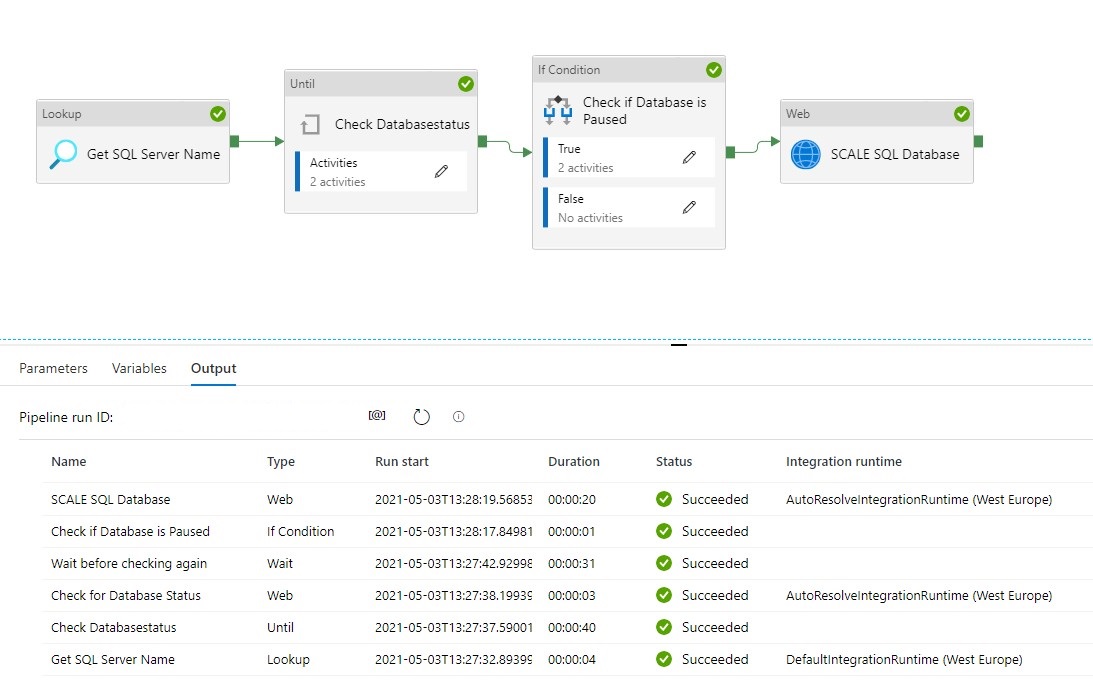 Lookup
Get SQL Server Name
Until
Check Databasestatus
Activities
2 activities
If Condition
Check if Database is
Paused
True
2 activities
False
No activities
Web
SCALE SQL Database
Parameters Variables Output
Pipeline run ID: [@]
Name Type Run start Duration Status Integration runtime
SCALE SQL Database Web 2021-05-03T13:28:19.56853 00:00:20 Succeeded AutoResolveIntegrationRuntime (West Europe)
Check if Database is Paused If Condition 2021-05-03T13:28:17.84981 00:00:01 Succeeded
Wait before checking again Wait 2021-05-03T13:27:42.92998 00:00:31 Succeeded
Check for Database Status Web 2021-05-03T13:27:38.19939 00:00:03 Succeeded AutoResolveIntegrationRuntime (West Europe)
Check Databasestatus Until 2021-05-03T13:27:37.59001 00:00:40 Succeeded
Get SQL Server Name Lookup 2021-05-03T13:27:32.89399 00:00:04 Succeeded DefaultIntegrationRuntime (West Europe)